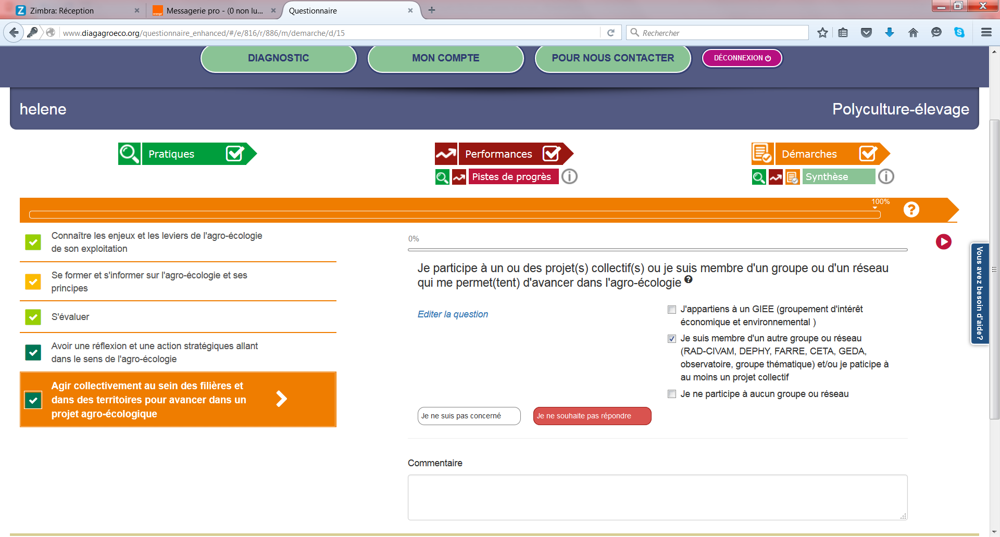 Zimbra: Réception
Messagerie pro - (0 non lu...
Questionnaire
www.diagagroeco.org/questionnaire_enhanced/#/e/816/r/886/m/demarche/d/15
Rechercher
DIAGNOSTIC
MON COMPTE
POUR NOUS CONTACTER
DÉCONNEXION
helene
Polyculture-élevage
Pratiques
Performances
Démarches
Pistes de progrès
Synthèse
100%
Connaître les enjeux et les leviers de l'agro-écologie
de son exploitation
Se former et s'informer sur l'agro-écologie et ses
principes
S'évaluer
Avoir une réflexion et une action stratégiques allant
dans le sens de l'agro-écologie
Agir collectivement au sein des filières et
dans des territoires pour avancer dans un
projet agro-écologique
0%
Je participe à un ou des projet(s) collectif(s) ou je suis membre d'un groupe ou d'un réseau
qui me permet(tent) d'avancer dans l'agro-écologie
Editer la question
J'appartiens à un GIEE (groupement d'intérêt
économique et environnemental )
Je suis membre d'un autre groupe ou réseau
(RAD-CIVAM, DEPHY, FARRE, CETA, GEDA,
observatoire, groupe thématique) et/ou je paticipe à
au moins un projet collectif
Je ne participe à aucun groupe ou réseau
Je ne suis pas concerné
Je ne souhaite pas répondre
Commentaire
Vous avez besoin d'aide?